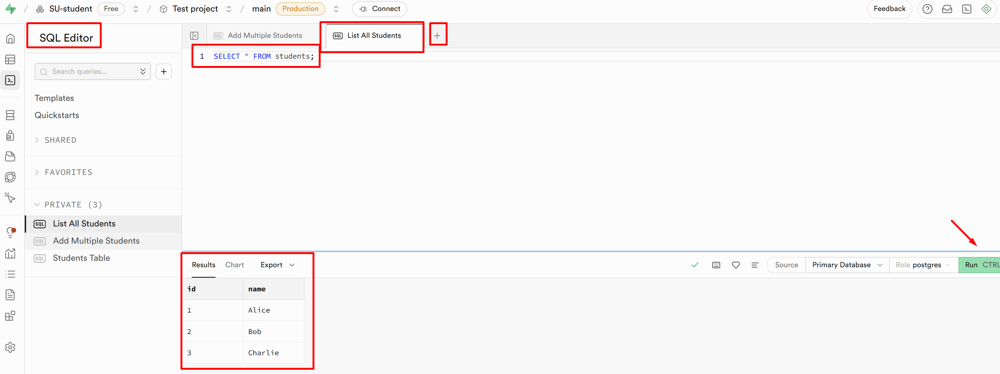 SU-student Free Test project main Production Connect Feedback
SQL Editor
SQL Add Multiple Students SQL List All Students
1 SELECT * FROM students;
Search queries...
Templates
Quickstarts
SHARED
FAVORITES
PRIVATE (3)
SQL List All Students
SQL Add Multiple Students
SQL Students Table
Results Chart Export Source Primary Database Role postgres Run CTRL
id name
1 Alice
2 Bob
3 Charlie